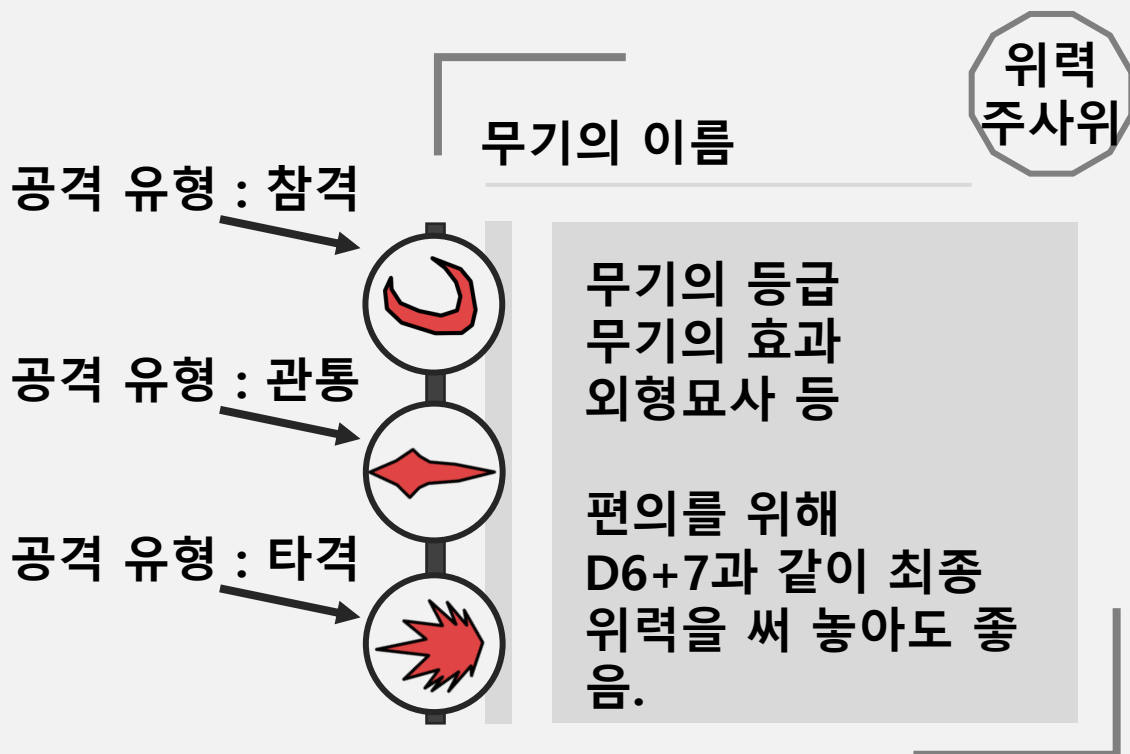 위력
주사위
무기의 이름
공격 유형 : 참격
공격 유형 : 관통
공격 유형 : 타격
무기의 등급
무기의 효과
외형묘사 등
편의를 위해
D6+7과 같이 최종
위력을 써 놓아도 좋
음.